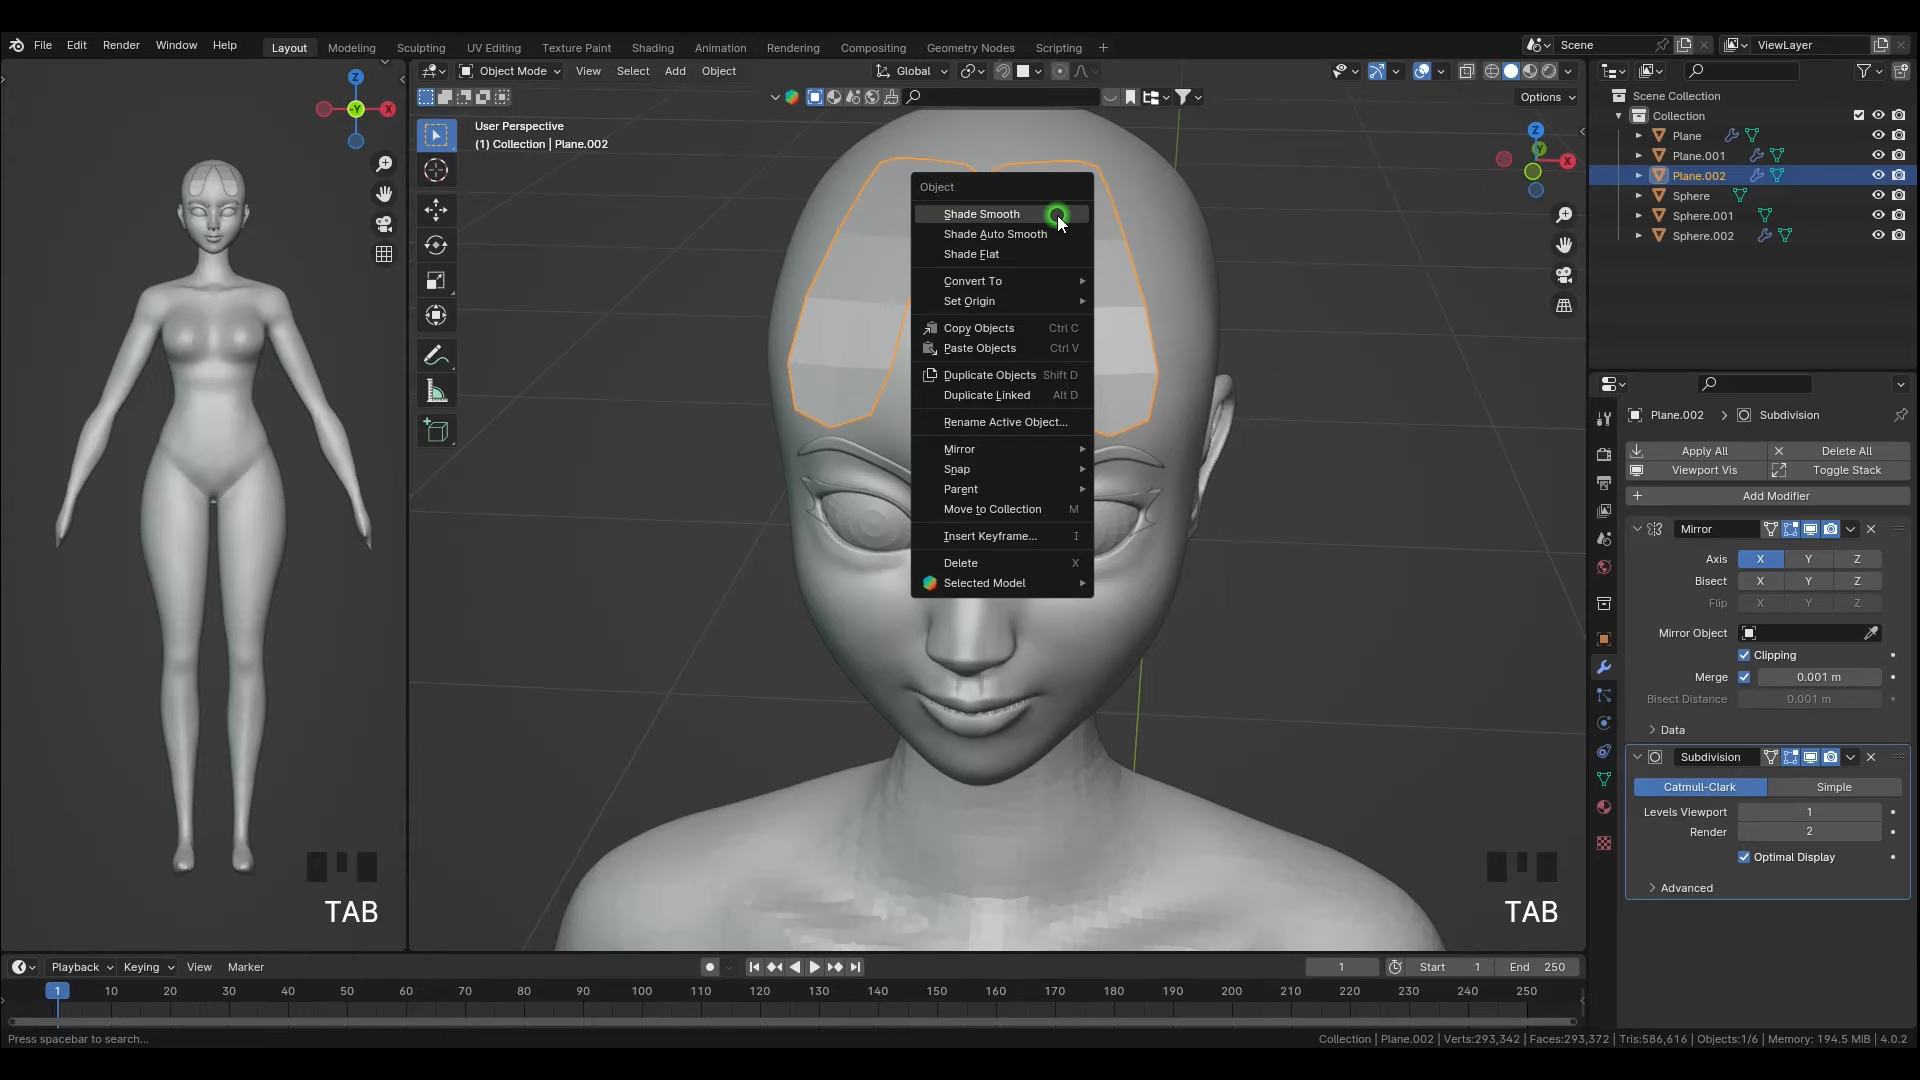 File Edit Render Window Help
Layout Modeling Sculpting UV Editing Texture Paint Shading Animation Rendering Compositing Geometry Nodes Scripting +
Scene
ViewLayer
Object Mode View Select Add Object
Global
Options
Z
-Y
X
User Perspective
(1) Collection | Plane.002
Z
Y
X
Object
Shade Smooth
Shade Auto Smooth
Shade Flat
Convert To
Set Origin
Copy Objects Ctrl C
Paste Objects Ctrl V
Duplicate Objects Shift D
Duplicate Linked Alt D
Rename Active Object...
Mirror
Snap
Parent
Move to Collection M
Insert Keyframe... I
Delete X
Selected Model
TAB
TAB
Scene Collection
Collection
Plane
Plane.001
Plane.002
Sphere
Sphere.001
Sphere.002
Plane.002 > Subdivision
Apply All Delete All
Viewport Vis Toggle Stack
+ Add Modifier
Mirror
Axis X Y Z
Bisect X Y Z
Flip X Y Z
Mirror Object
Clipping
Merge 0.001 m
Bisect Distance 0.001 m
Data
Subdivision
Catmull-Clark Simple
Levels Viewport 1
Render 2
Optimal Display
Advanced
Playback Keying View Marker
1 Start 1 End 250
1 10 20 30 40 50 60 70 80 90 100 110 120 130 140 150 160 170 180 190 200 210 220 230 240 250
Press spacebar to search...
Collection | Plane.002 | Verts:293,342 | Faces:293,372 | Tris:586,616 | Objects:1/6 | Memory: 194.5 MiB | 4.0.2